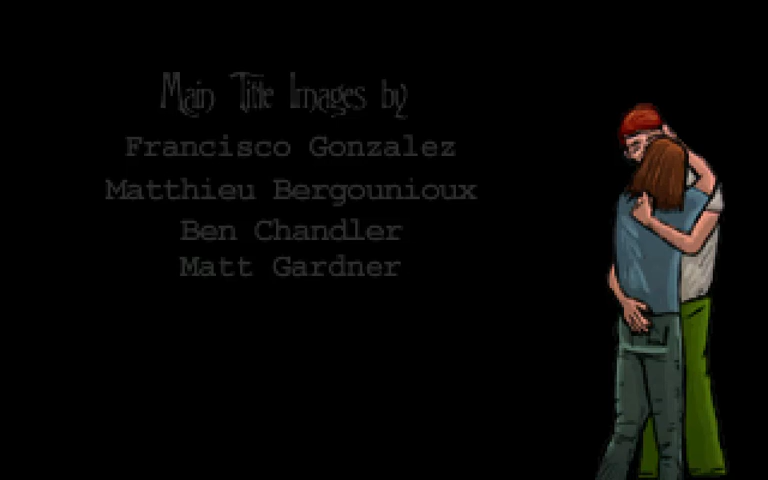 Main Title Images by
Francisco Gonzalez
Matthieu Bergounioux
Ben Chandler
Matt Gardner